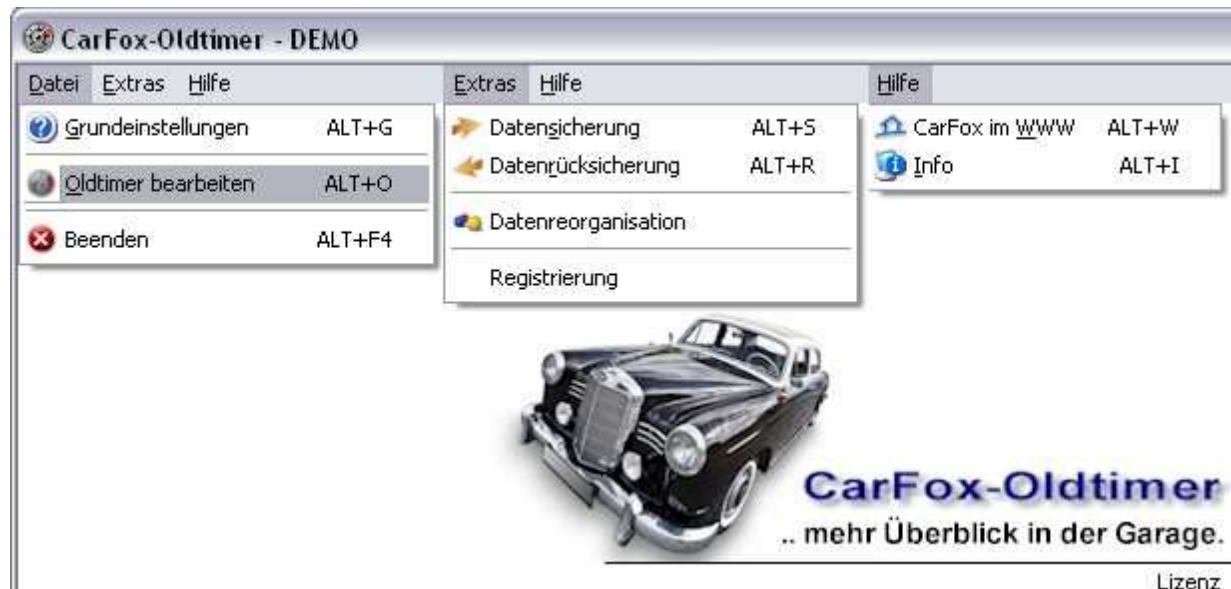 CarFox-Oldtimer - DEMO
Datei Extras Hilfe
Grundeinstellungen ALT+G
Oldtimer bearbeiten ALT+O
Beenden ALT+F4
Extras Hilfe
Datensicherung ALT+S
Datenrücksicherung ALT+R
Datenreorganisation
Registrierung
Hilfe
CarFox im WWW ALT+W
Info ALT+I
CarFox-Oldtimer
.. mehr Überblick in der Garage.
Lizenz